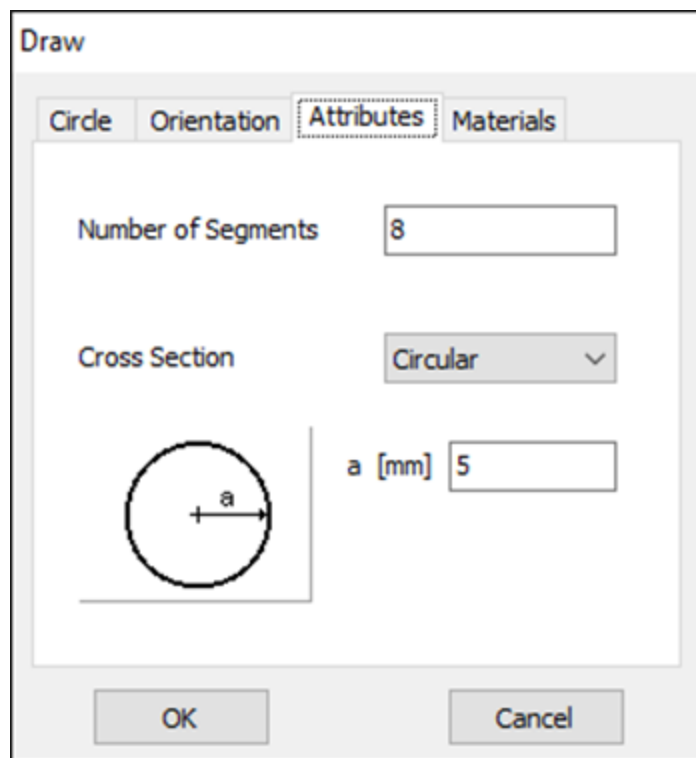 Draw
Circle Orientation Attributes Materials
Number of Segments 8
Cross Section Circular
a [mm] 5
a
OK Cancel